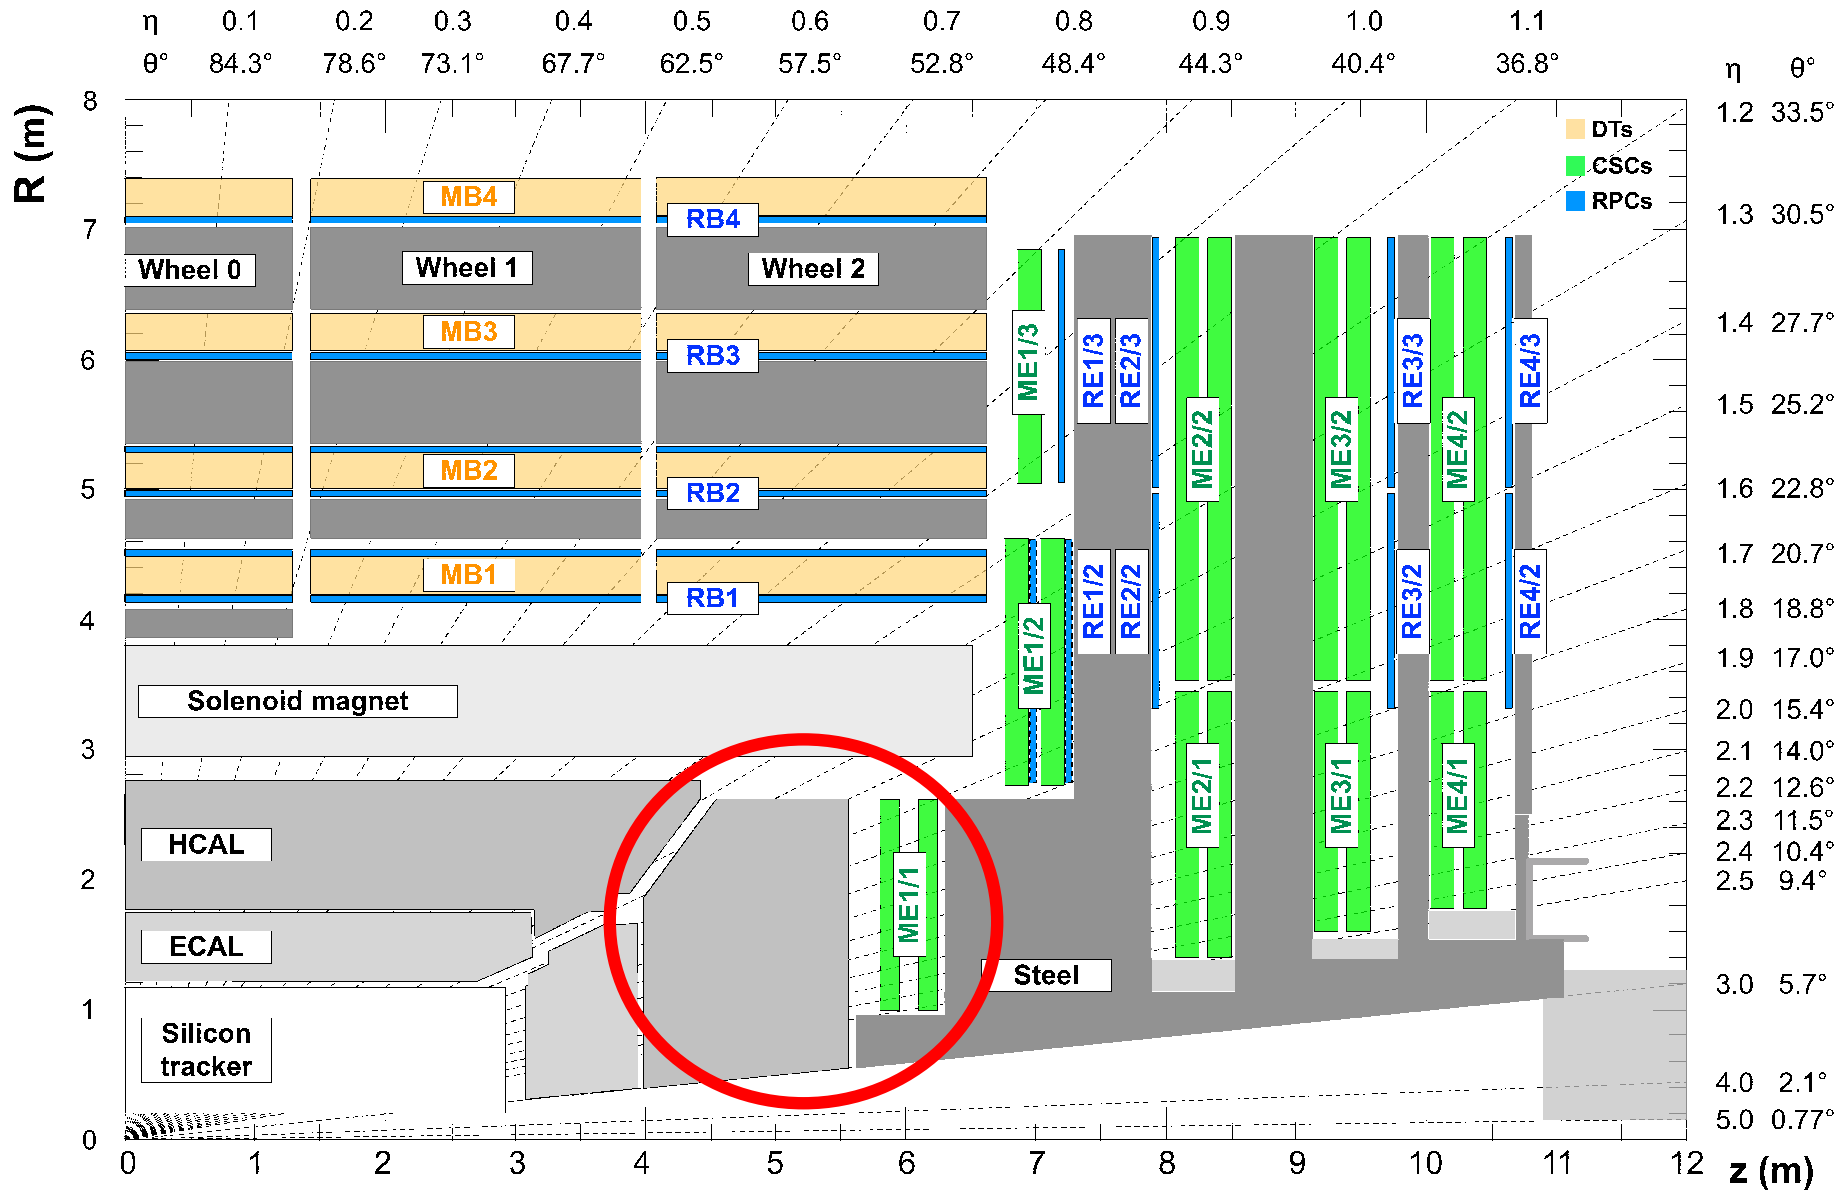 η 0.1 0.2 0.3 0.4 0.5 0.6 0.7 0.8 0.9 1.0 1.1
θ° 84.3° 78.6° 73.1° 67.7° 62.5° 57.5° 52.8° 48.4° 44.3° 40.4° 36.8° η θ°
R (m)
8
7
6
5
4
3
2
1
0
1.2 33.5°
1.3 30.5°
1.4 27.7°
1.5 25.2°
1.6 22.8°
1.7 20.7°
1.8 18.8°
1.9 17.0°
2.0 15.4°
2.1 14.0°
2.2 12.6°
2.3 11.5°
2.4 10.4°
2.5 9.4°
3.0 5.7°
4.0 2.1°
5.0 0.77°
DTs
CSCs
RPCs
MB4
RB4
Wheel 0
Wheel 1
Wheel 2
MB3
RB3
MB2
RB2
MB1
RB1
Solenoid magnet
HCAL
ECAL
Silicon
tracker
Steel
ME1/3
RE1/3
RE2/3
ME2/2
ME3/2
RE3/3
ME4/2
RE4/3
ME1/2
RE1/2
RE2/2
RE3/2
RE4/2
ME1/1
ME2/1
ME3/1
ME4/1
0 1 2 3 4 5 6 7 8 9 10 11 12 z (m)